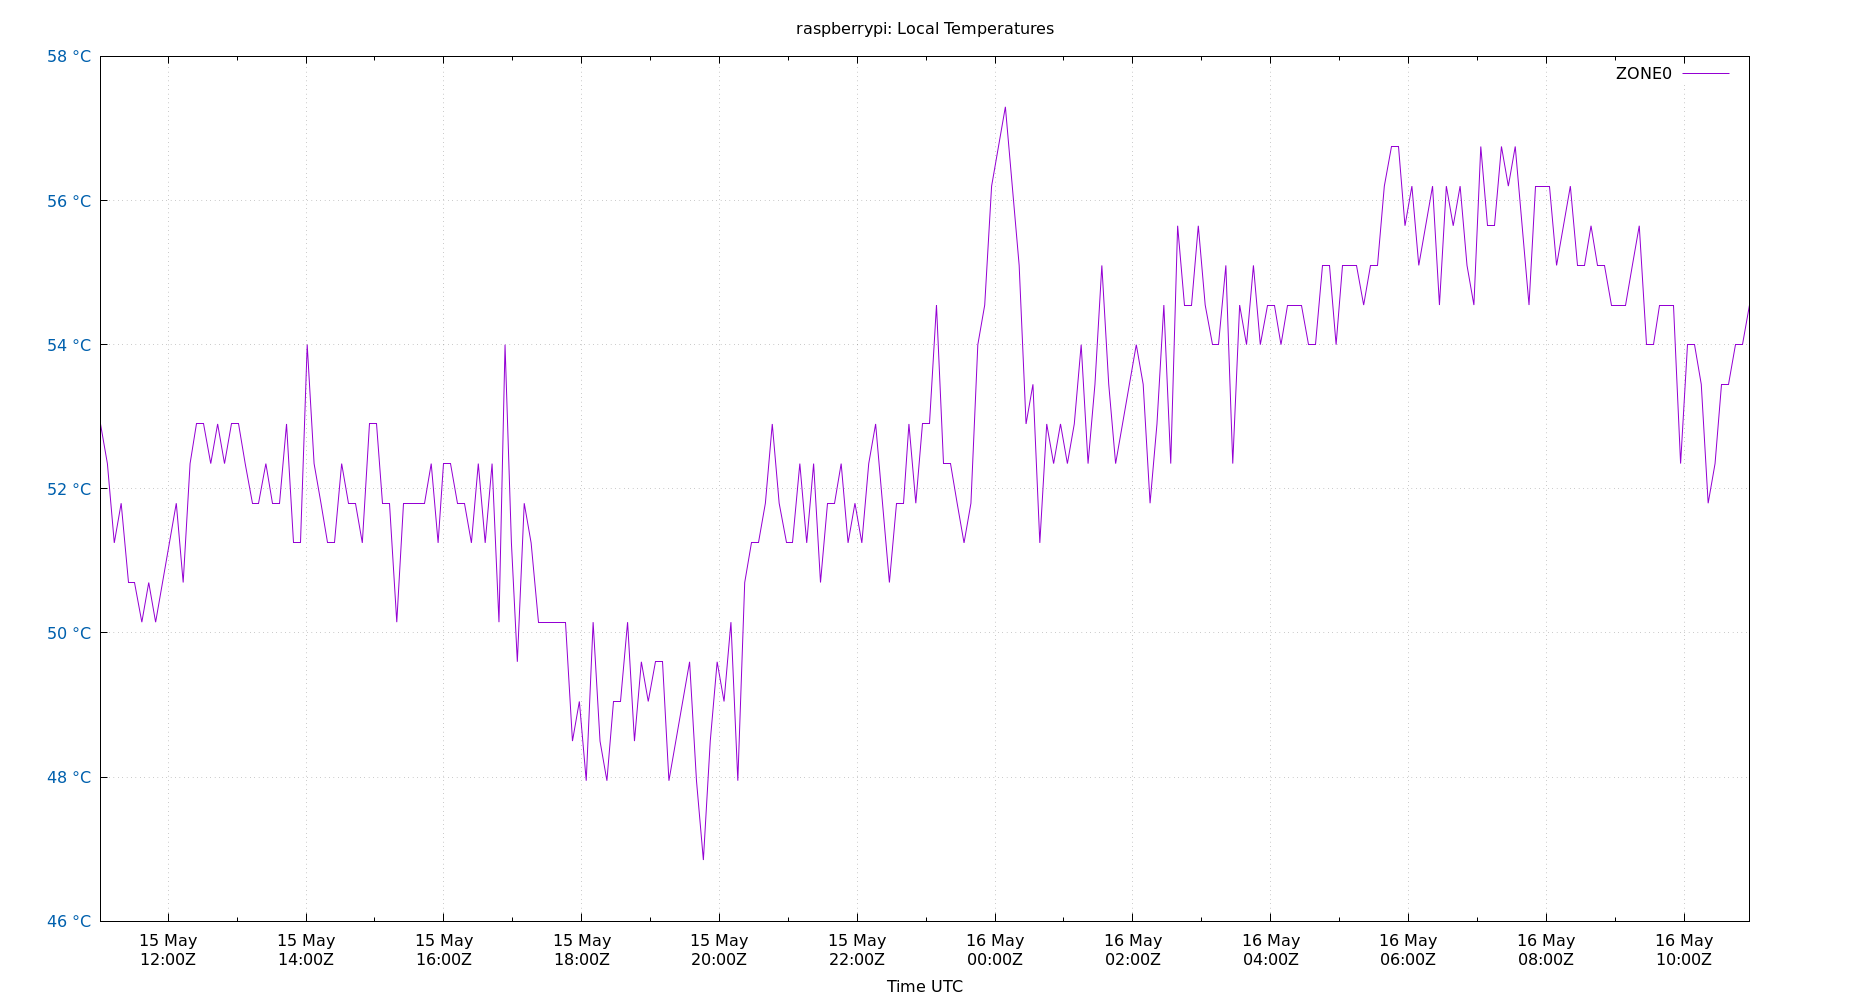 raspberrypi: Local Temperatures
58 °C
ZONE0
56 °C
54 °C
52 °C
50 °C
48 °C
46 °C
15 May 15 May 15 May 15 May 15 May 15 May 16 May 16 May 16 May 16 May 16 May 16 May
12:00Z 14:00Z 16:00Z 18:00Z 20:00Z 22:00Z 00:00Z 02:00Z 04:00Z 06:00Z 08:00Z 10:00Z
Time UTC